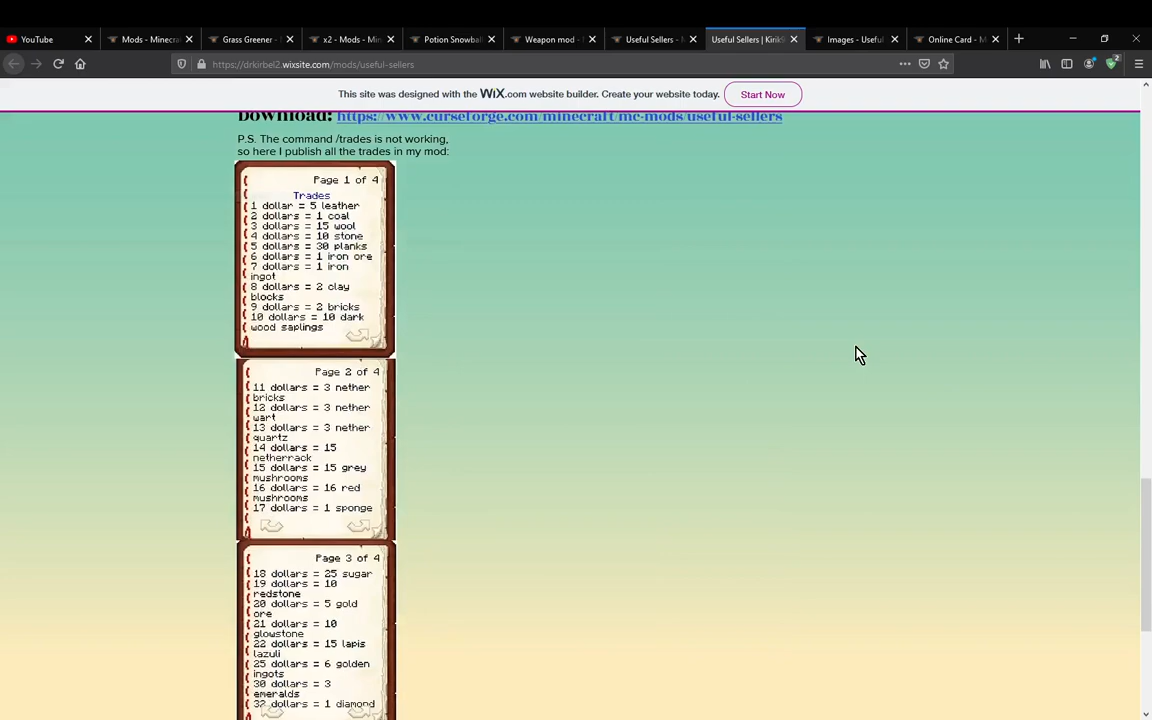 YouTube
Mods - Minecra
Grass Greener -
x2 - Mods - Min
Potion Snowbal
Weapon mod -
Useful Sellers -
Useful Sellers | Kirik
Images - Useful
Online Card - M
https://drkirbel2.wixsite.com/mods/useful-sellers
2
This site was designed with the WiX.com website builder. Create your website today.
Start Now
Download: https://www.curseforge.com/minecraft/mc-mods/useful-sellers
P.S. The command /trades is not working,
so here I publish all the trades in my mod:
Page 1 of 4
Trades
1 dollar = 5 leather
2 dollars = 1 coal
3 dollars = 15 wool
4 dollars = 10 stone
5 dollars = 30 planks
6 dollars = 1 iron ore
7 dollars = 1 iron
ingot
8 dollars = 2 clay
blocks
9 dollars = 2 bricks
10 dollars = 10 dark
wood saplings
Page 2 of 4
11 dollars = 3 nether
bricks
12 dollars = 3 nether
wart
13 dollars = 3 nether
quartz
14 dollars = 15
netherrack
15 dollars = 15 grey
mushrooms
16 dollars = 16 red
mushrooms
17 dollars = 1 sponge
Page 3 of 4
18 dollars = 25 sugar
19 dollars = 10
redstone
20 dollars = 5 gold
ore
21 dollars = 10
glowstone
22 dollars = 15 lapis
lazuli
25 dollars = 6 golden
ingots
30 dollars = 3
emeralds
32 dollars = 1 diamond